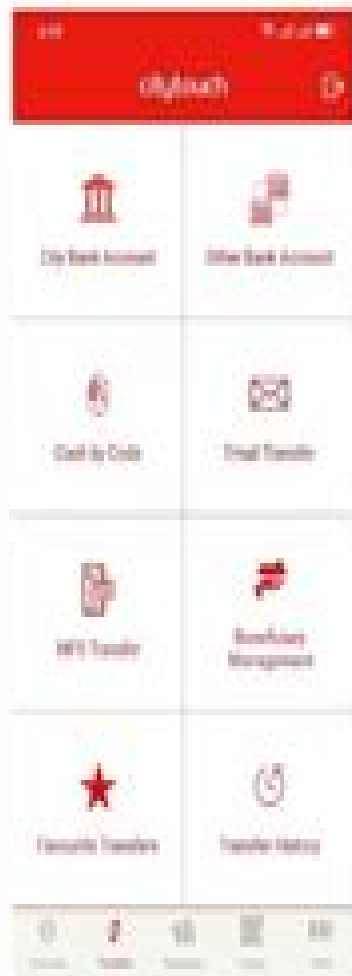 citytouch
City Bank Account
Other Bank Account
Cash by Code
Email Transfer
MFS Transfer
Beneficiary
Management
Favourite Transfers
Transfer History
Transfer